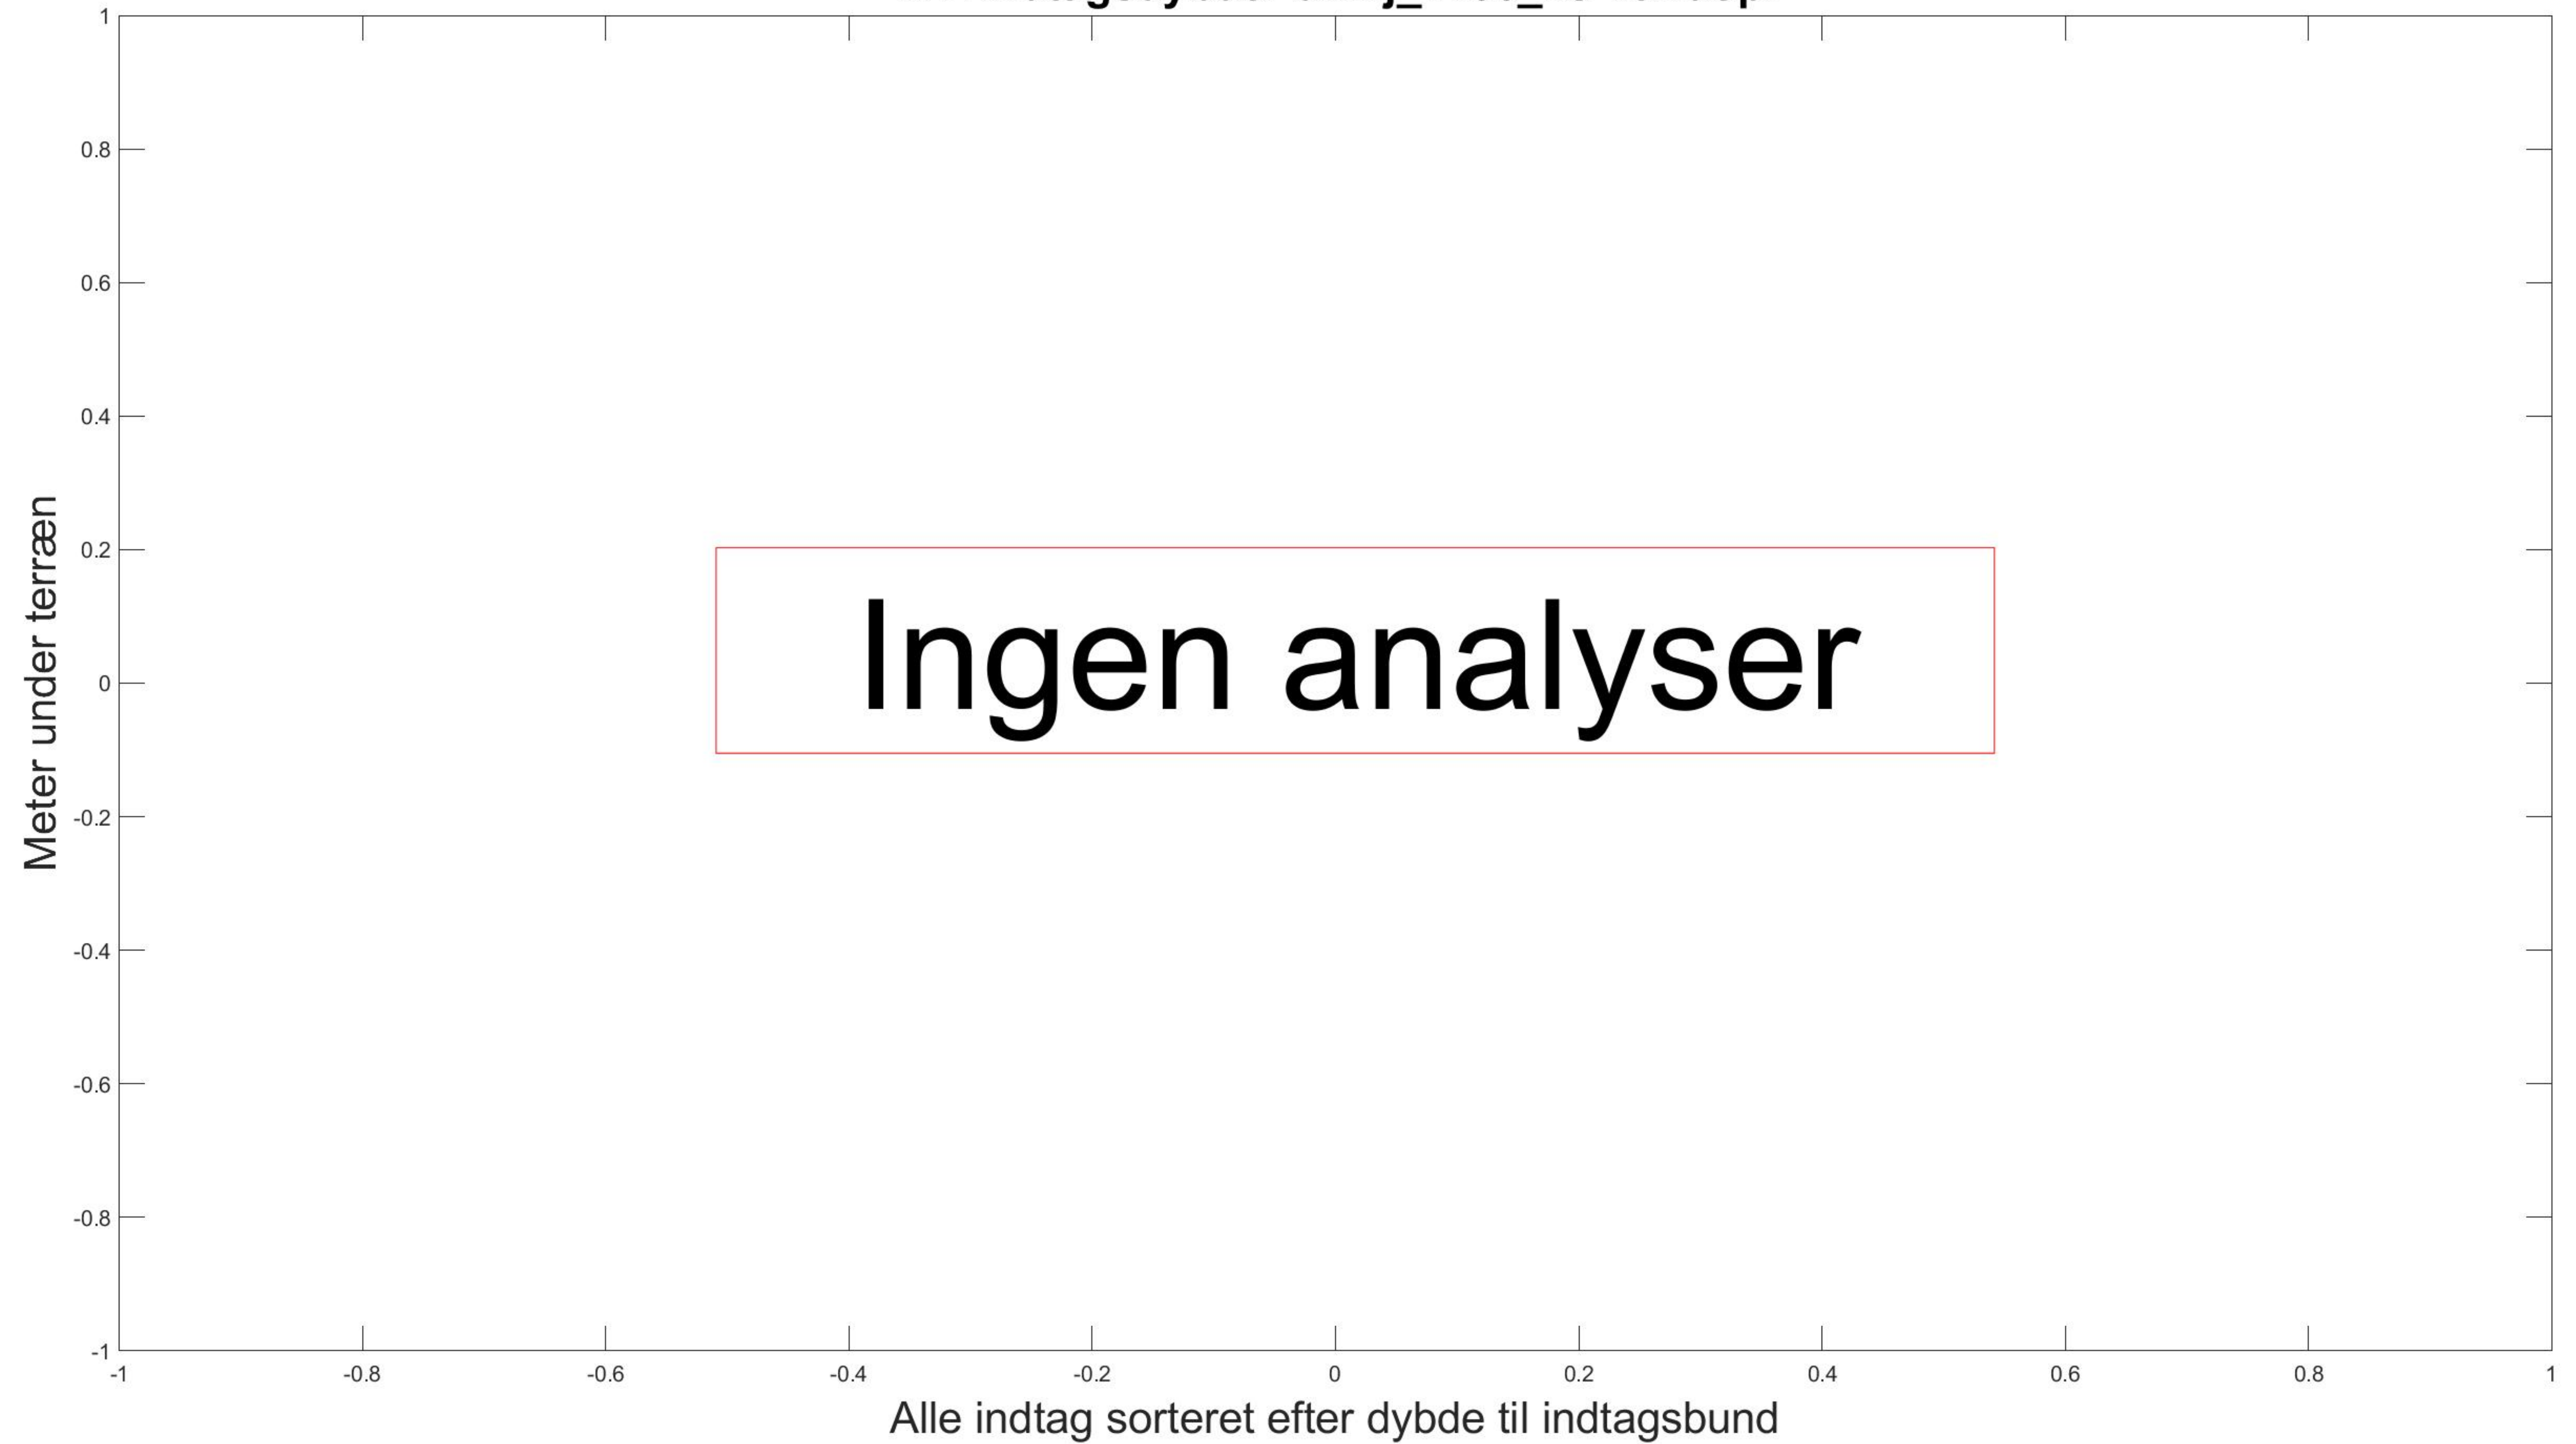 1
0.8
0.6
0.4
0.2
0
-0.2
-0.4
-0.6
-0.8
-1
Meter under terræn
Ingen analyser
-1 -0.8 -0.6 -0.4 -0.2 0 0.2 0.4 0.6 0.8 1
Alle indtag sorteret efter dybde til indtagsbund